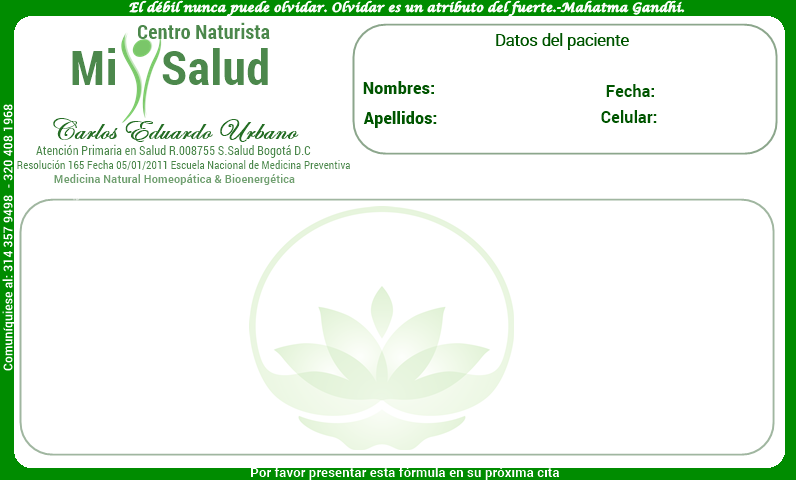 El débil nunca puede olvidar. Olvidar es un atributo del fuerte.-Mahatma Gandhi.
Centro Naturista
Mi Salud
Carlos Eduardo Urbano
Atención Primaria en Salud R.008755 S.Salud Bogotá D.C
Resolución 165 Fecha 05/01/2011 Escuela Nacional de Medicina Preventiva
Medicina Natural Homeopática & Bioenergética
Datos del paciente
Nombres:
Fecha:
Apellidos:
Celular:
Comuníquiese al: 314 357 9498 - 320 408 1968
Por favor presentar esta fórmula en su próxima cita